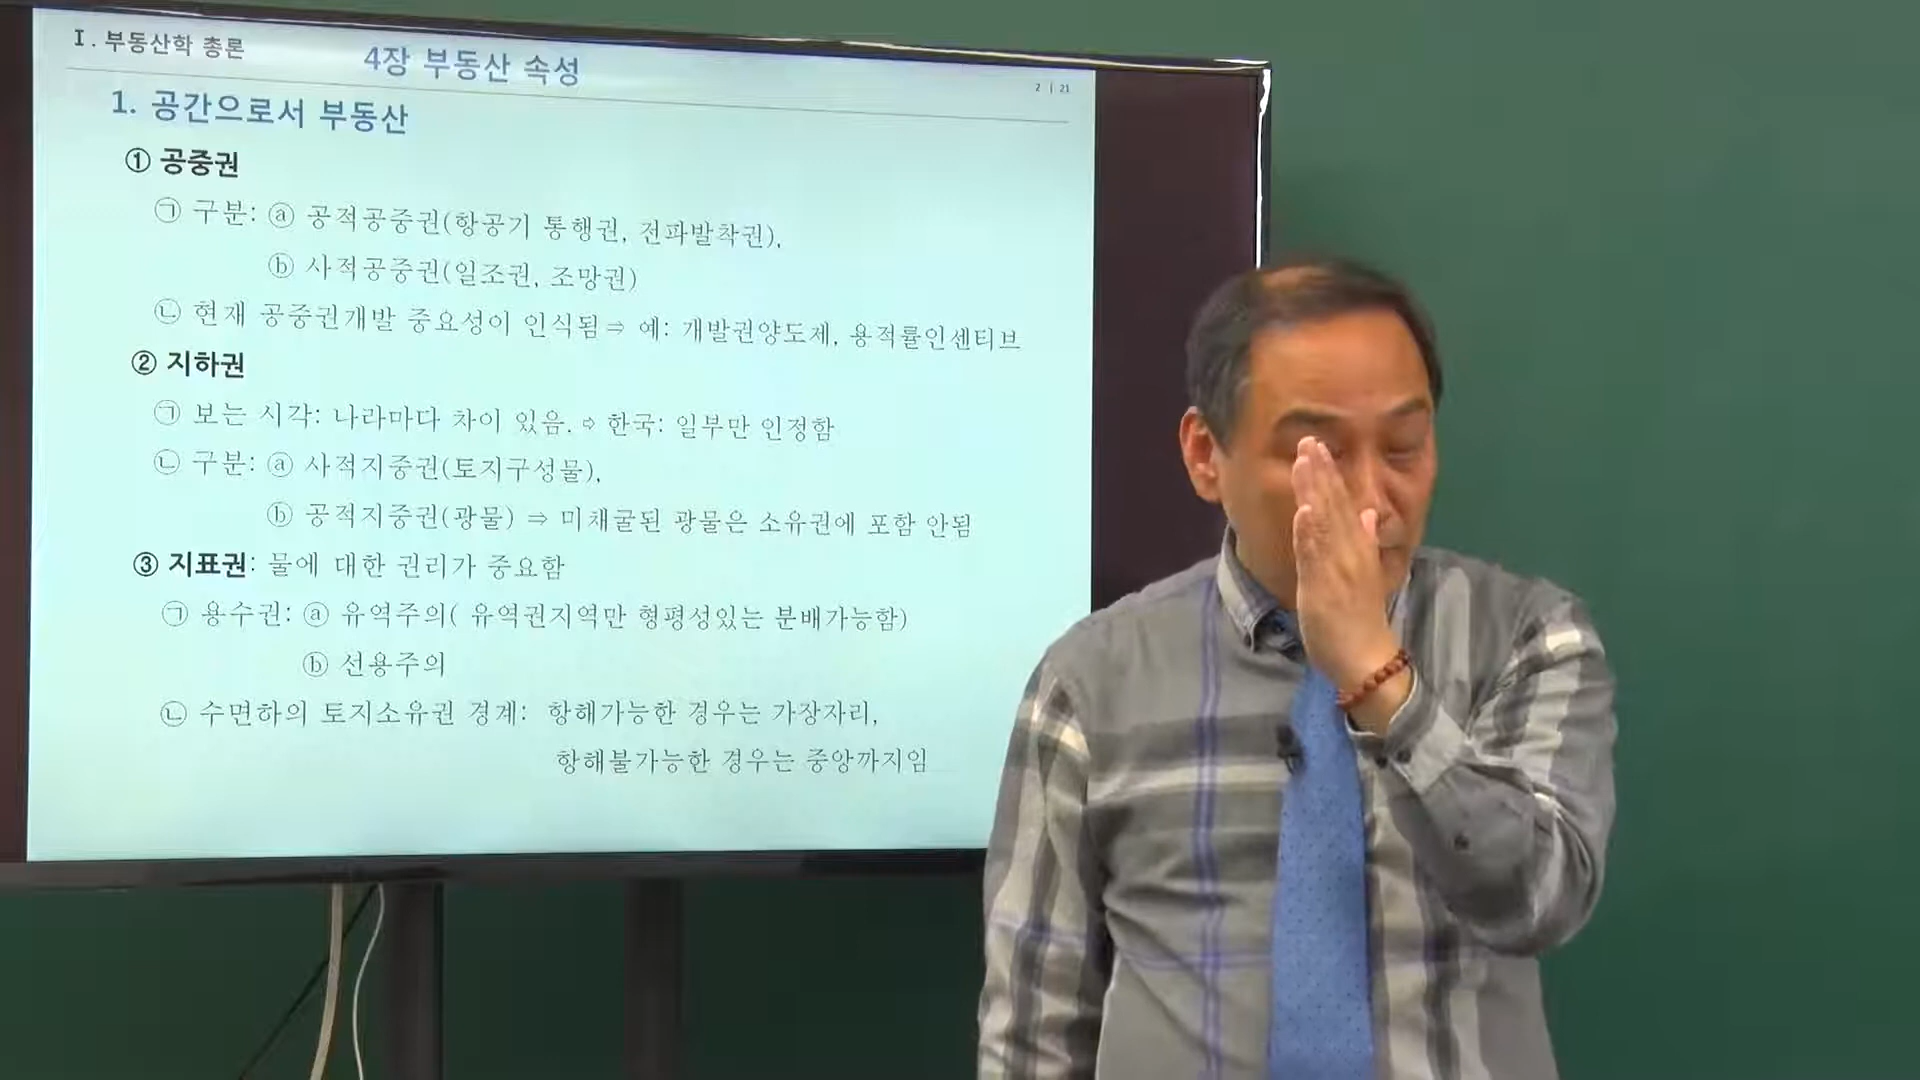 Ⅰ. 부동산학 총론
4장 부동산 속성
2 | 21
1. 공간으로서 부동산
① 공중권
㉠ 구분: ⓐ 공적공중권(항공기 통행권, 전파발착권),
ⓑ 사적공중권(일조권, 조망권)
㉡ 현재 공중권개발 중요성이 인식됨⇒ 예: 개발권양도제, 용적률인센티브
② 지하권
㉠ 보는 시각: 나라마다 차이 있음. ⇨ 한국: 일부만 인정함
㉡ 구분: ⓐ 사적지중권(토지구성물),
ⓑ 공적지중권(광물) ⇒ 미채굴된 광물은 소유권에 포함 안됨
③ 지표권: 물에 대한 권리가 중요함
㉠ 용수권: ⓐ 유역주의( 유역권지역만 형평성있는 분배가능함)
ⓑ 선용주의
㉡ 수면하의 토지소유권 경계: 항해가능한 경우는 가장자리,
항해불가능한 경우는 중앙까지임